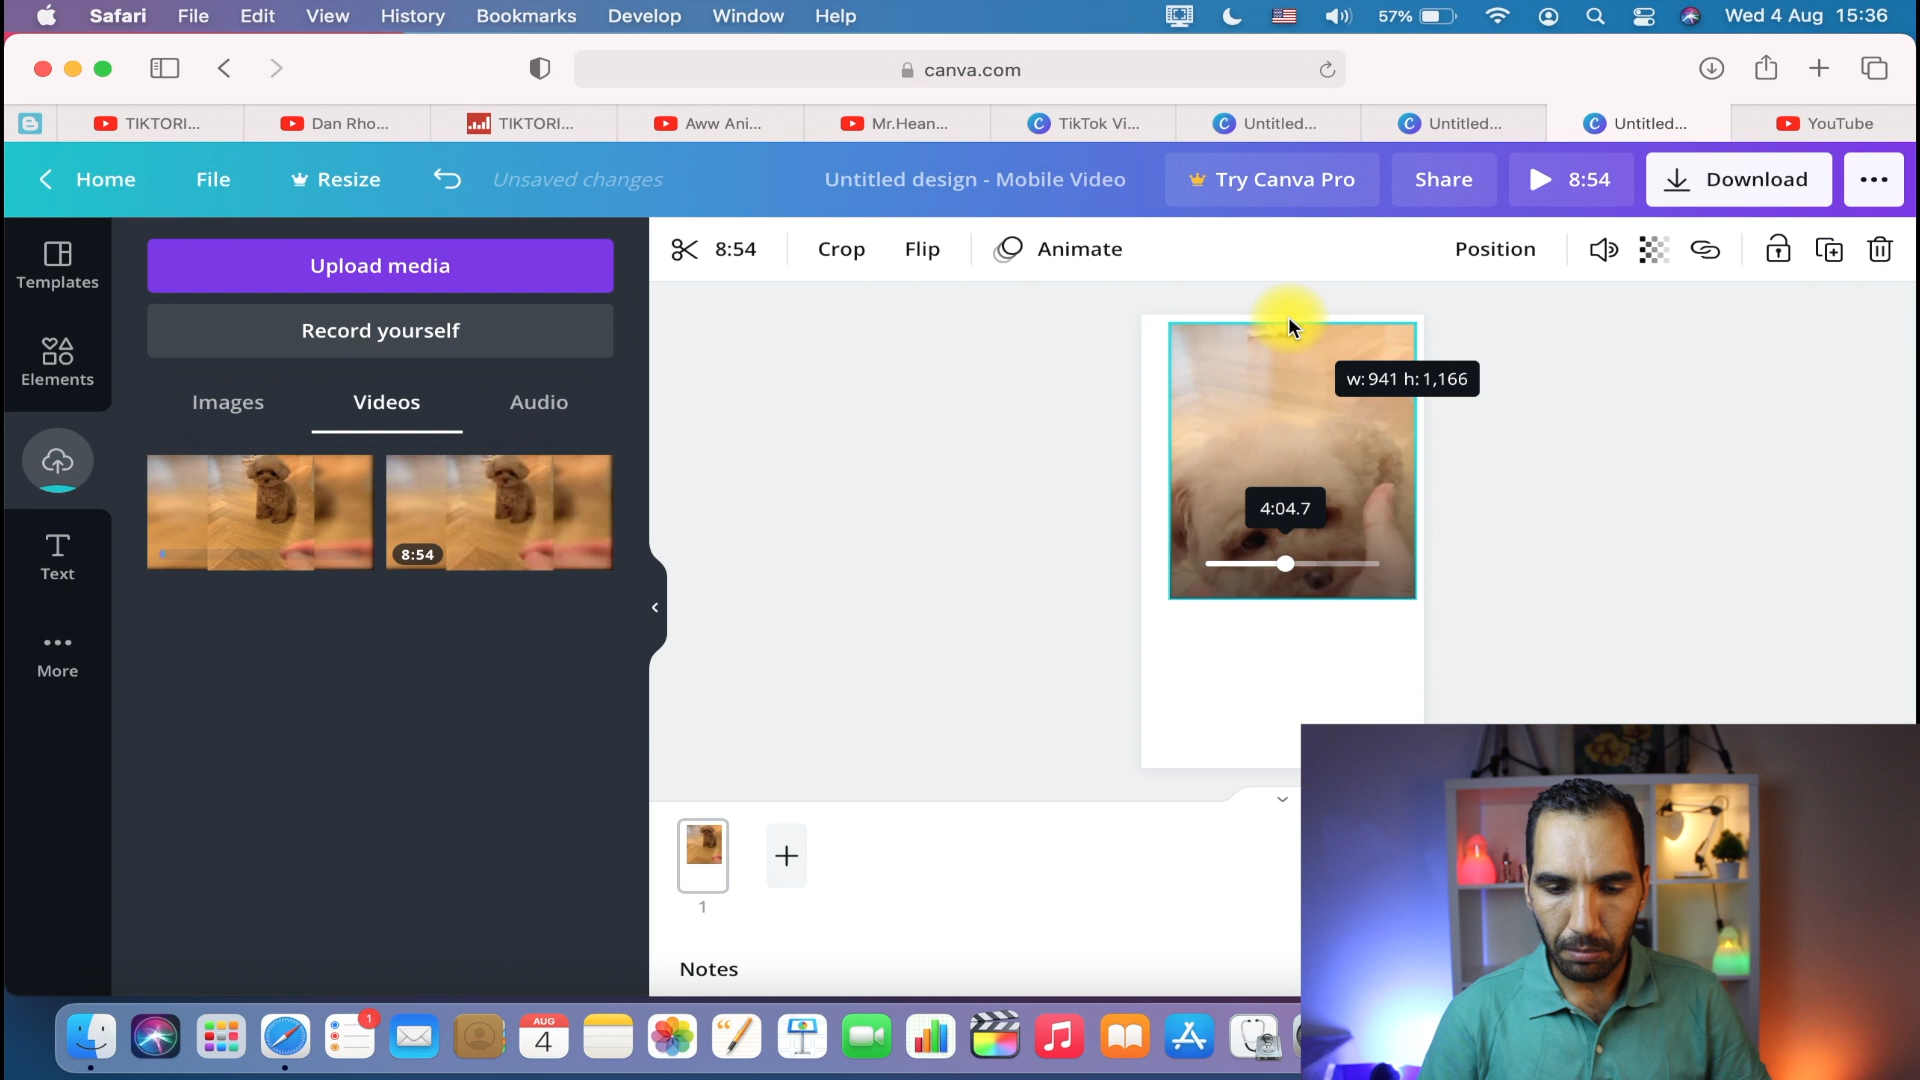 Safari File Edit View History Bookmarks Develop Window Help 57% Wed 4 Aug 15:36
canva.com
TIKTORI... Dan Rho... TIKTORI... Aww Ani... Mr.Hean... TikTok Vi... Untitled... Untitled... Untitled... YouTube
Home File Resize Unsaved changes Untitled design - Mobile Video Try Canva Pro Share 8:54 Download
8:54 Crop Flip Animate Position
Templates
Elements
Text
More
Upload media
Record yourself
Images Videos Audio
8:54
w: 941 h: 1,166
4:04.7
1
Notes
1
AUG
4